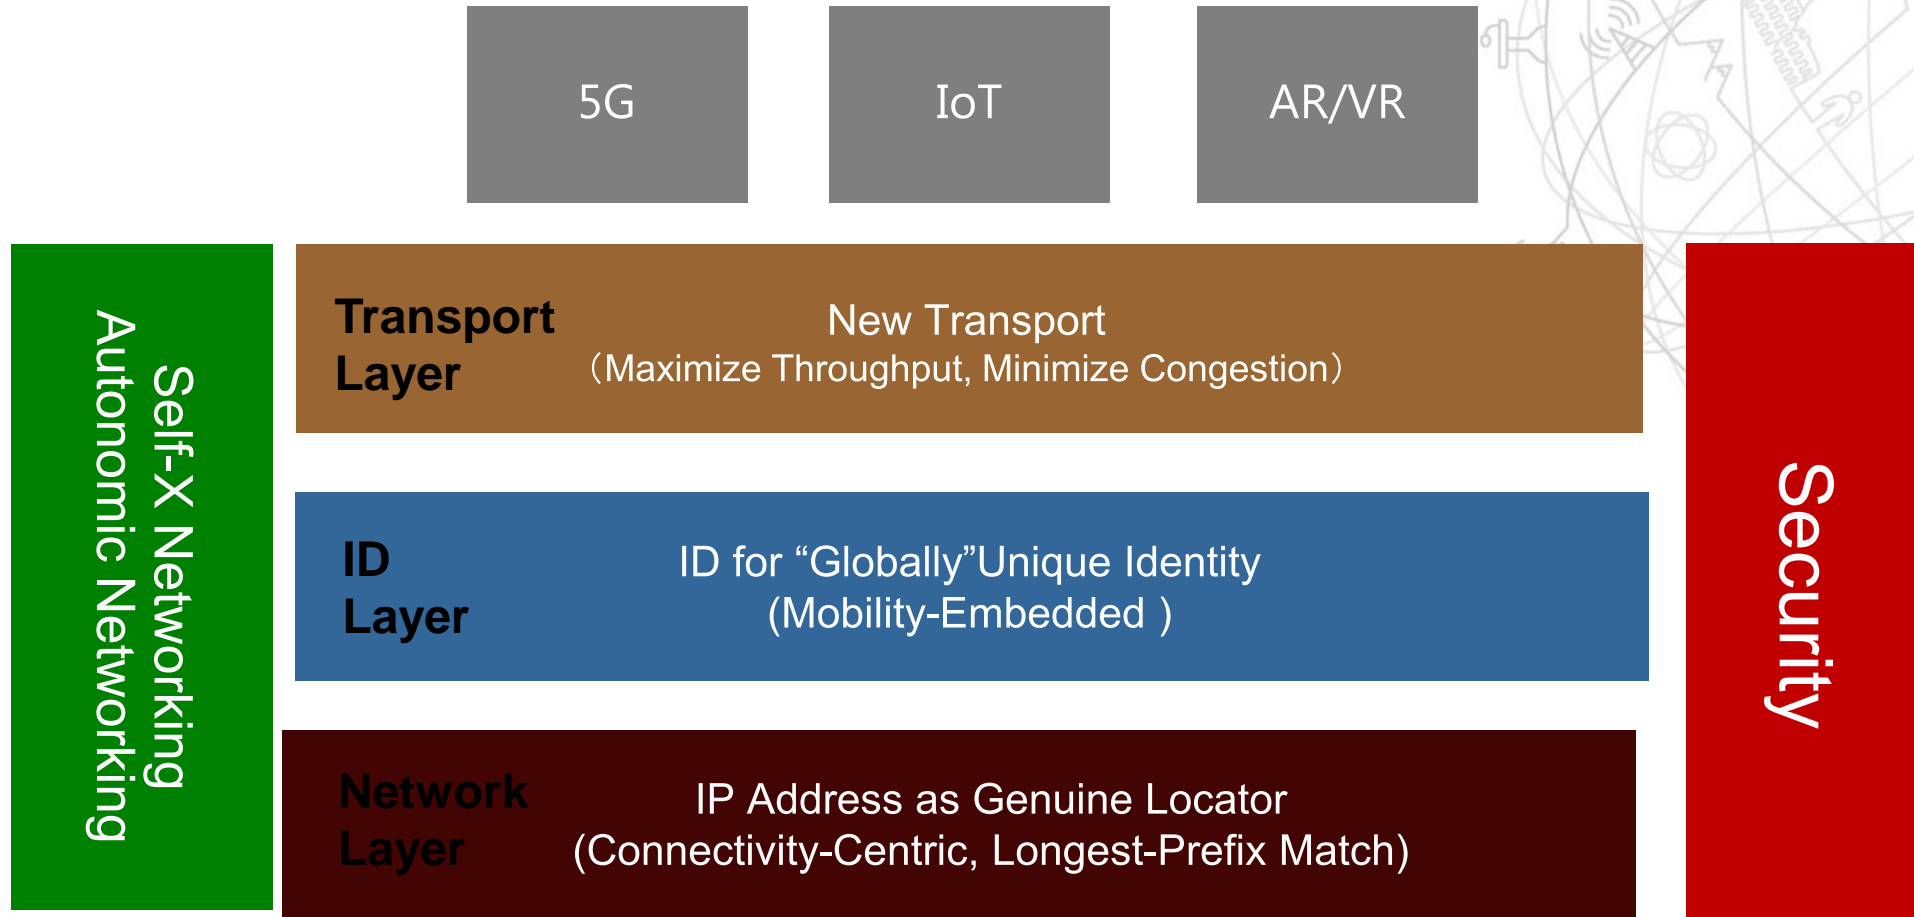 5G
IoT
AR/VR
Self-X Networking
Autonomic Networking
Transport
Layer
New Transport
（Maximize Throughput, Minimize Congestion）
ID
Layer
ID for “Globally”Unique Identity
(Mobility-Embedded )
Network
Layer
IP Address as Genuine Locator
(Connectivity-Centric, Longest-Prefix Match)
Security